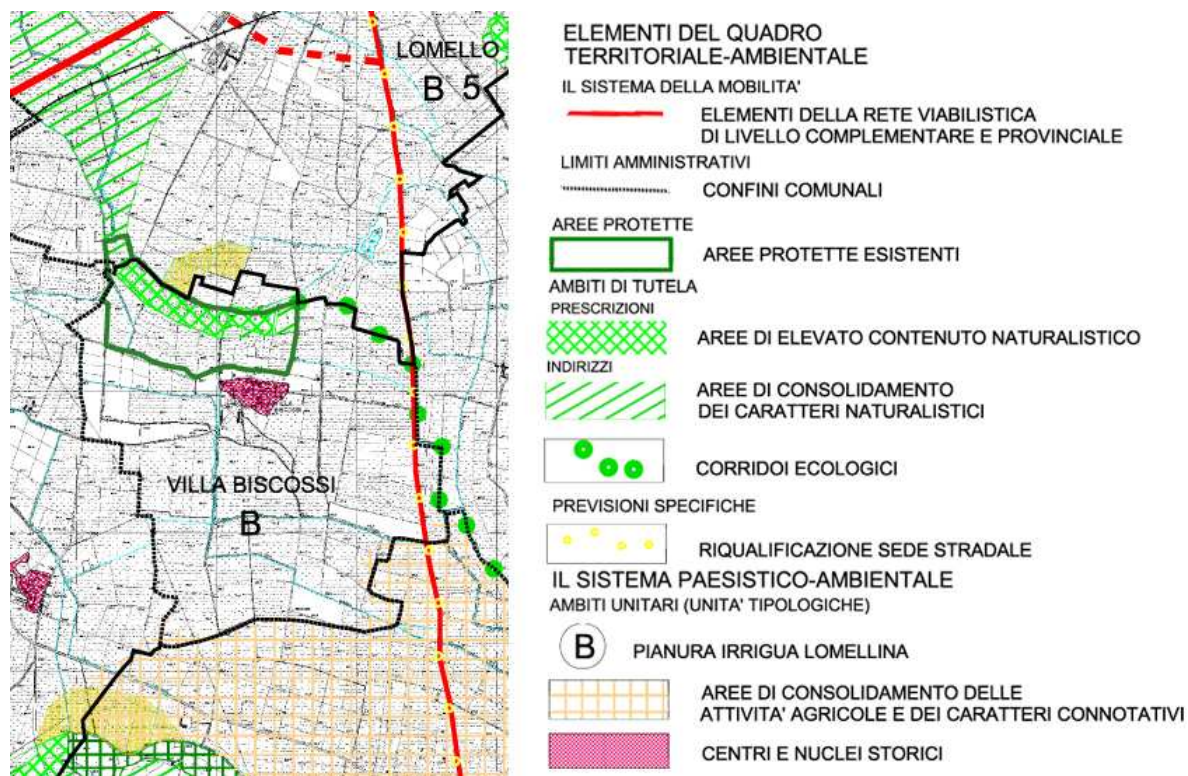 LOMELLO
B 5
VILLA BISCOSSI
B
ELEMENTI DEL QUADRO
TERRITORIALE-AMBIENTALE
IL SISTEMA DELLA MOBILITA'
ELEMENTI DELLA RETE VIABILISTICA
DI LIVELLO COMPLEMENTARE E PROVINCIALE
LIMITI AMMINISTRATIVI
CONFINI COMUNALI
AREE PROTETTE
AREE PROTETTE ESISTENTI
AMBITI DI TUTELA
PRESCRIZIONI
AREE DI ELEVATO CONTENUTO NATURALISTICO
INDIRIZZI
AREE DI CONSOLIDAMENTO
DEI CARATTERI NATURALISTICI
CORRIDOI ECOLOGICI
PREVISIONI SPECIFICHE
RIQUALIFICAZIONE SEDE STRADALE
IL SISTEMA PAESISTICO-AMBIENTALE
AMBITI UNITARI (UNITA' TIPOLOGICHE)
B
PIANURA IRRIGUA LOMELLINA
AREE DI CONSOLIDAMENTO DELLE
ATTIVITA' AGRICOLE E DEI CARATTERI CONNOTATIVI
CENTRI E NUCLEI STORICI